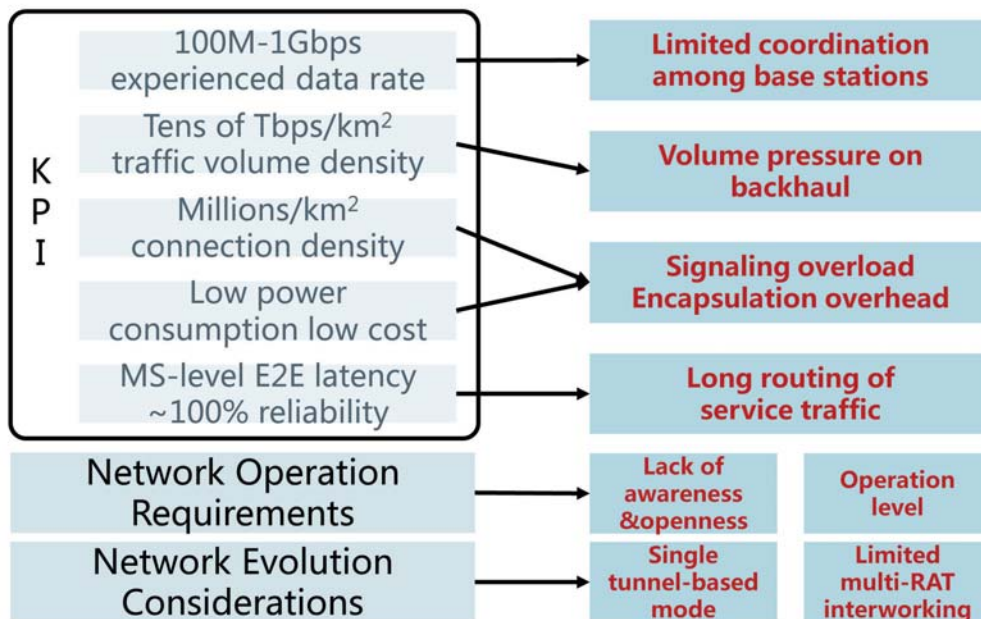 K
P
I
100M-1Gbps
experienced data rate
Tens of Tbps/km²
traffic volume density
Millions/km²
connection density
Low power
consumption low cost
MS-level E2E latency
~100% reliability
Limited coordination
among base stations
Volume pressure on
backhaul
Signaling overload
Encapsulation overhead
Long routing of
service traffic
Network Operation
Requirements
Lack of
awareness
&openness
Operation
level
Network Evolution
Considerations
Single
tunnel-based
mode
Limited
multi-RAT
interworking